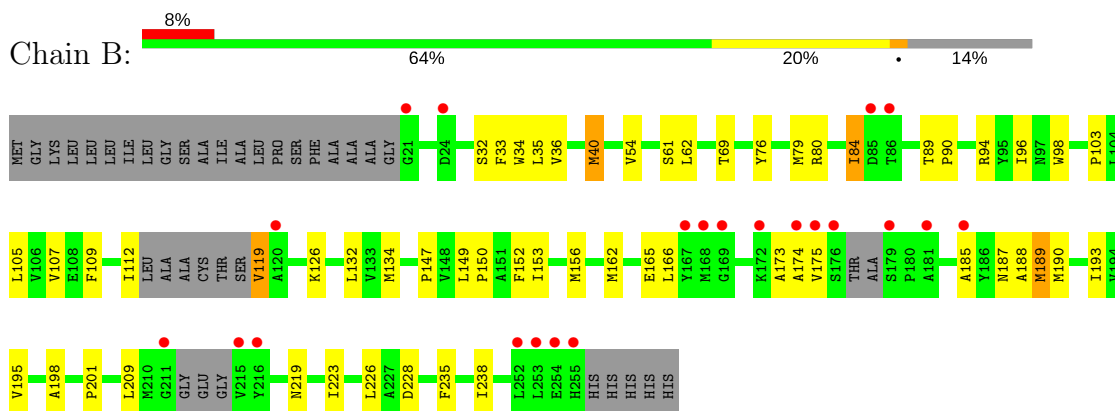 8%
Chain B:
64% 20% • 14%
MET GLY LYS LEU LEU LEU ILE LEU GLY SER ALA ILE ALA LEU PRO SER PHE ALA ALA ALA GLY G21 D24 S32 F33 W34 L35 V36 M40 V54 S61 L62 T69 Y76 M79 R80 I84 D85 T86 T89 P90 R94 Y95 I96 N97 W98 P103 L104
L105 V106 V107 E108 F109 I112 LEU ALA ALA CYS THR SER V119 A120 K126 L132 V133 M134 P147 V148 L149 P150 A151 F152 I153 M156 M162 E165 L166 Y167 M168 G169 K172 A173 A174 V175 S176 THR ALA S179 P180 A181 A185 Y186 N187 A188 M189 M190 I193 V194
V195 A198 P201 L209 M210 G211 GLY GLU GLY V215 Y216 N219 I223 L226 A227 D228 F235 I238 L252 L253 E254 H255 HIS HIS HIS HIS HIS